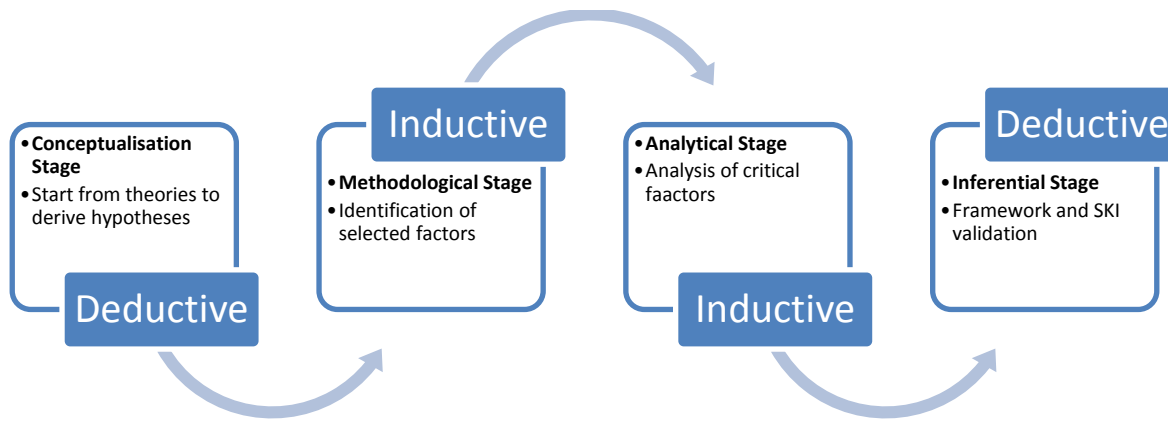 •Conceptualisation
Stage
•Start from theories to
derive hypotheses
Deductive
Inductive
•Methodological Stage
•Identification of
selected factors
•Analytical Stage
•Analysis of critical
faactors
Inductive
Deductive
•Inferential Stage
•Framework and SKI
validation